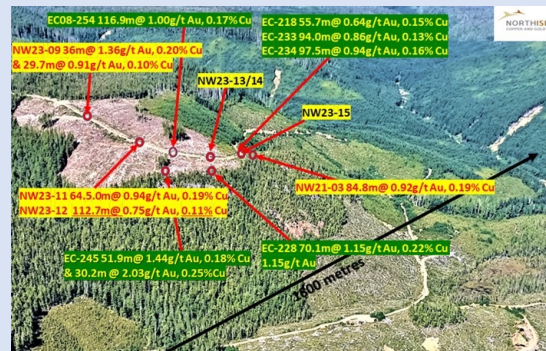 EC08-254 116.9m@ 1.00g/t Au, 0.17% Cu
EC-218 55.7m@ 0.64g/t Au, 0.15% Cu
EC-233 94.0m@ 0.86g/t Au, 0.13% Cu
EC-234 97.5m@ 0.94g/t Au, 0.16% Cu
NORTHISLE
COPPER AND GOLD
NW23-09 36m@ 1.36g/t Au, 0.20% Cu
& 29.7m@ 0.91g/t Au, 0.10% Cu
NW23-13/14
NW23-15
NW23-11 64.5.0m@ 0.94g/t Au, 0.19% Cu
NW23-12 112.7m@ 0.75g/t Au, 0.11% Cu
NW21-03 84.8m@ 0.92g/t Au, 0.19% Cu
EC-245 51.9m@ 1.44g/t Au, 0.18% Cu
& 30.2m @ 2.03g/t Au, 0.25%Cu
EC-228 70.1m@ 1.15g/t Au, 0.22% Cu
1.15g/t Au
1600 metres